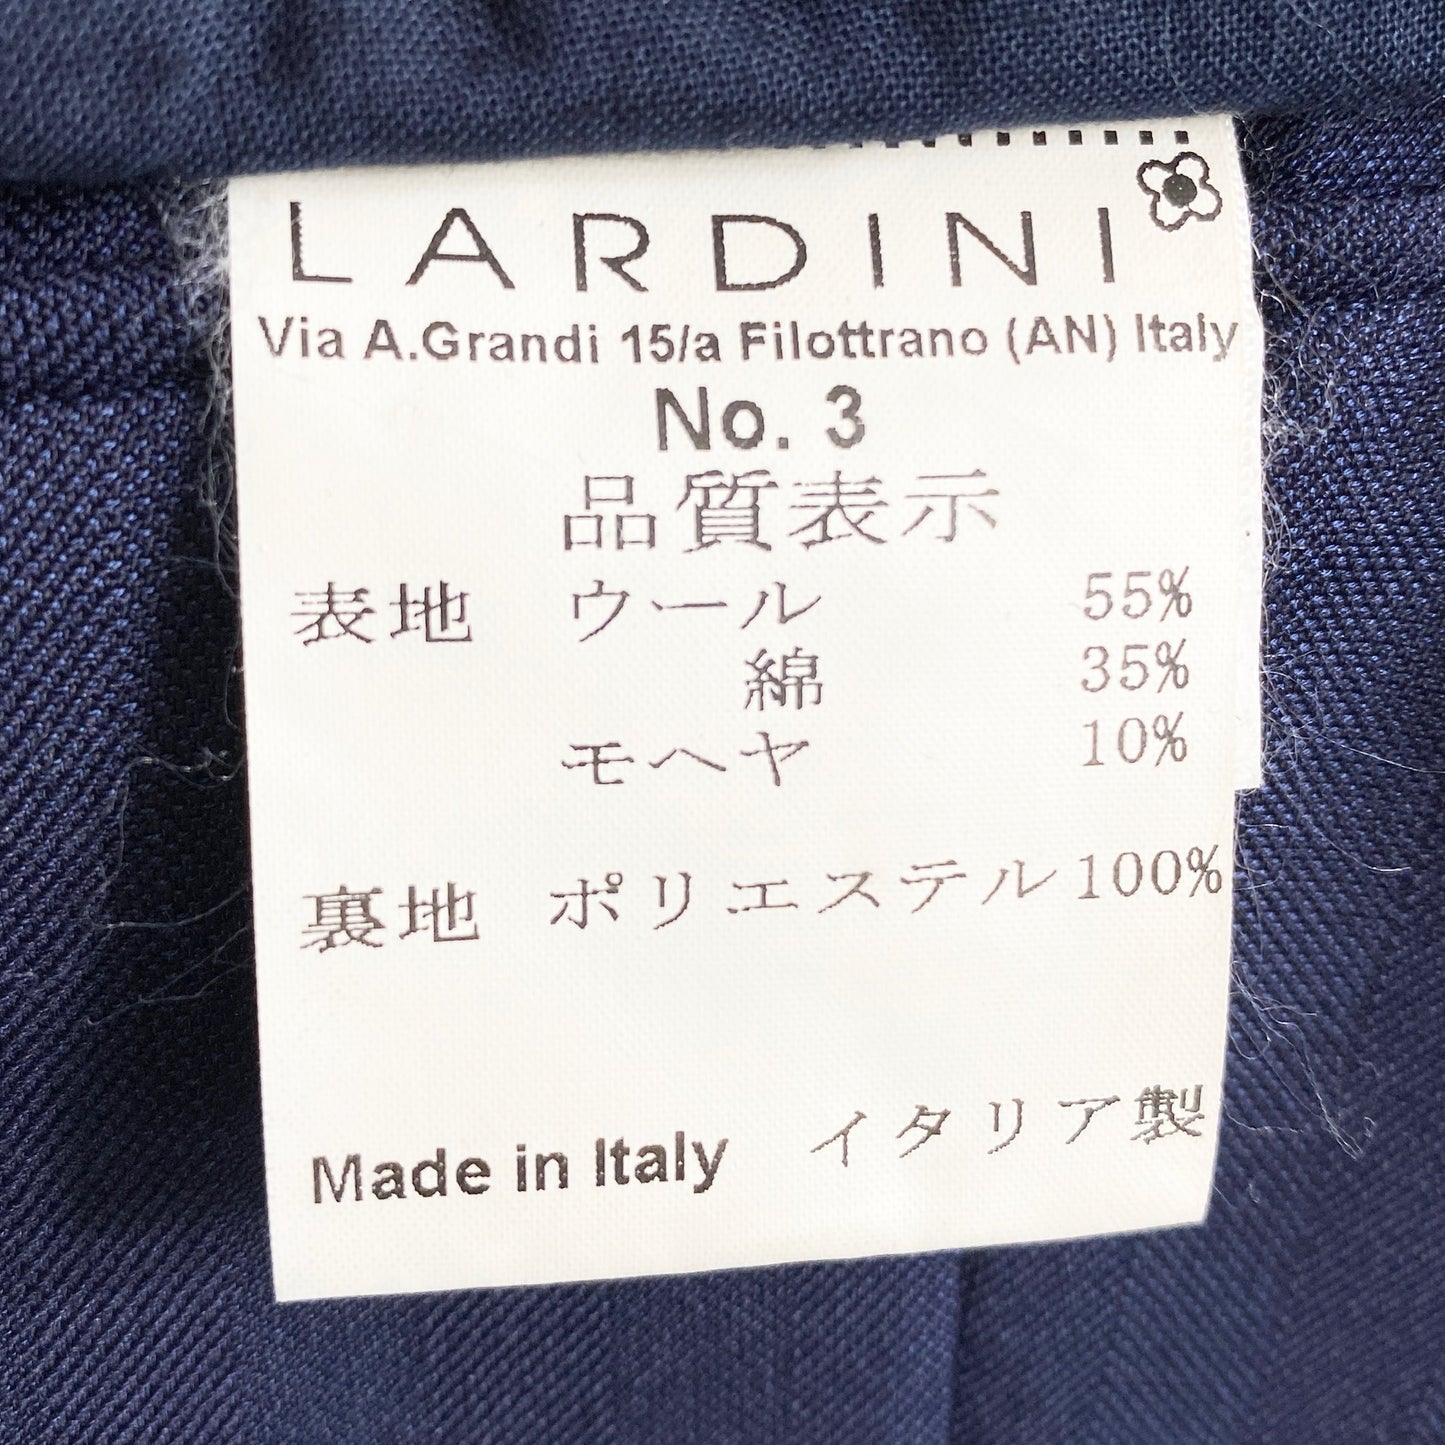 LARDINI
Via A.Grandi 15/a Filottrano (AN) Italy
No. 3
品質表示
表地 ウール 55%
綿 35%
モヘヤ 10%
裏地 ポリエステル 100%
Made in Italy イタリア製